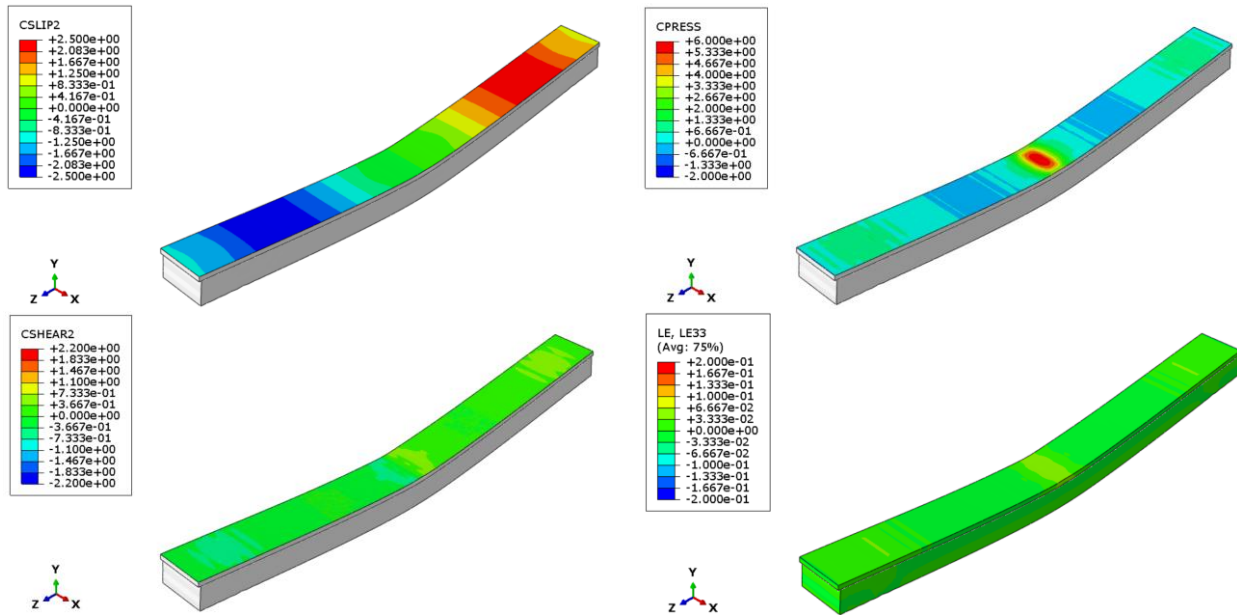 CSLIP2
+2.500e+00
+2.083e+00
+1.667e+00
+1.250e+00
+8.333e-01
+4.167e-01
+0.000e+00
-4.167e-01
-8.333e-01
-1.250e+00
-1.667e+00
-2.083e+00
-2.500e+00
Y
Z X
CPRESS
+6.000e+00
+5.333e+00
+4.667e+00
+4.000e+00
+3.333e+00
+2.667e+00
+2.000e+00
+1.333e+00
+6.667e-01
+0.000e+00
-6.667e-01
-1.333e+00
-2.000e+00
Y
Z X
CSHEAR2
+2.200e+00
+1.833e+00
+1.467e+00
+1.100e+00
+7.333e-01
+3.667e-01
+0.000e+00
-3.667e-01
-7.333e-01
-1.100e+00
-1.467e+00
-1.833e+00
-2.200e+00
Y
Z X
LE, LE33
(Avg: 75%)
+2.000e-01
+1.667e-01
+1.333e-01
+1.000e-01
+6.667e-02
+3.333e-02
+0.000e+00
-3.333e-02
-6.667e-02
-1.000e-01
-1.333e-01
-1.667e-01
-2.000e-01
Y
Z X